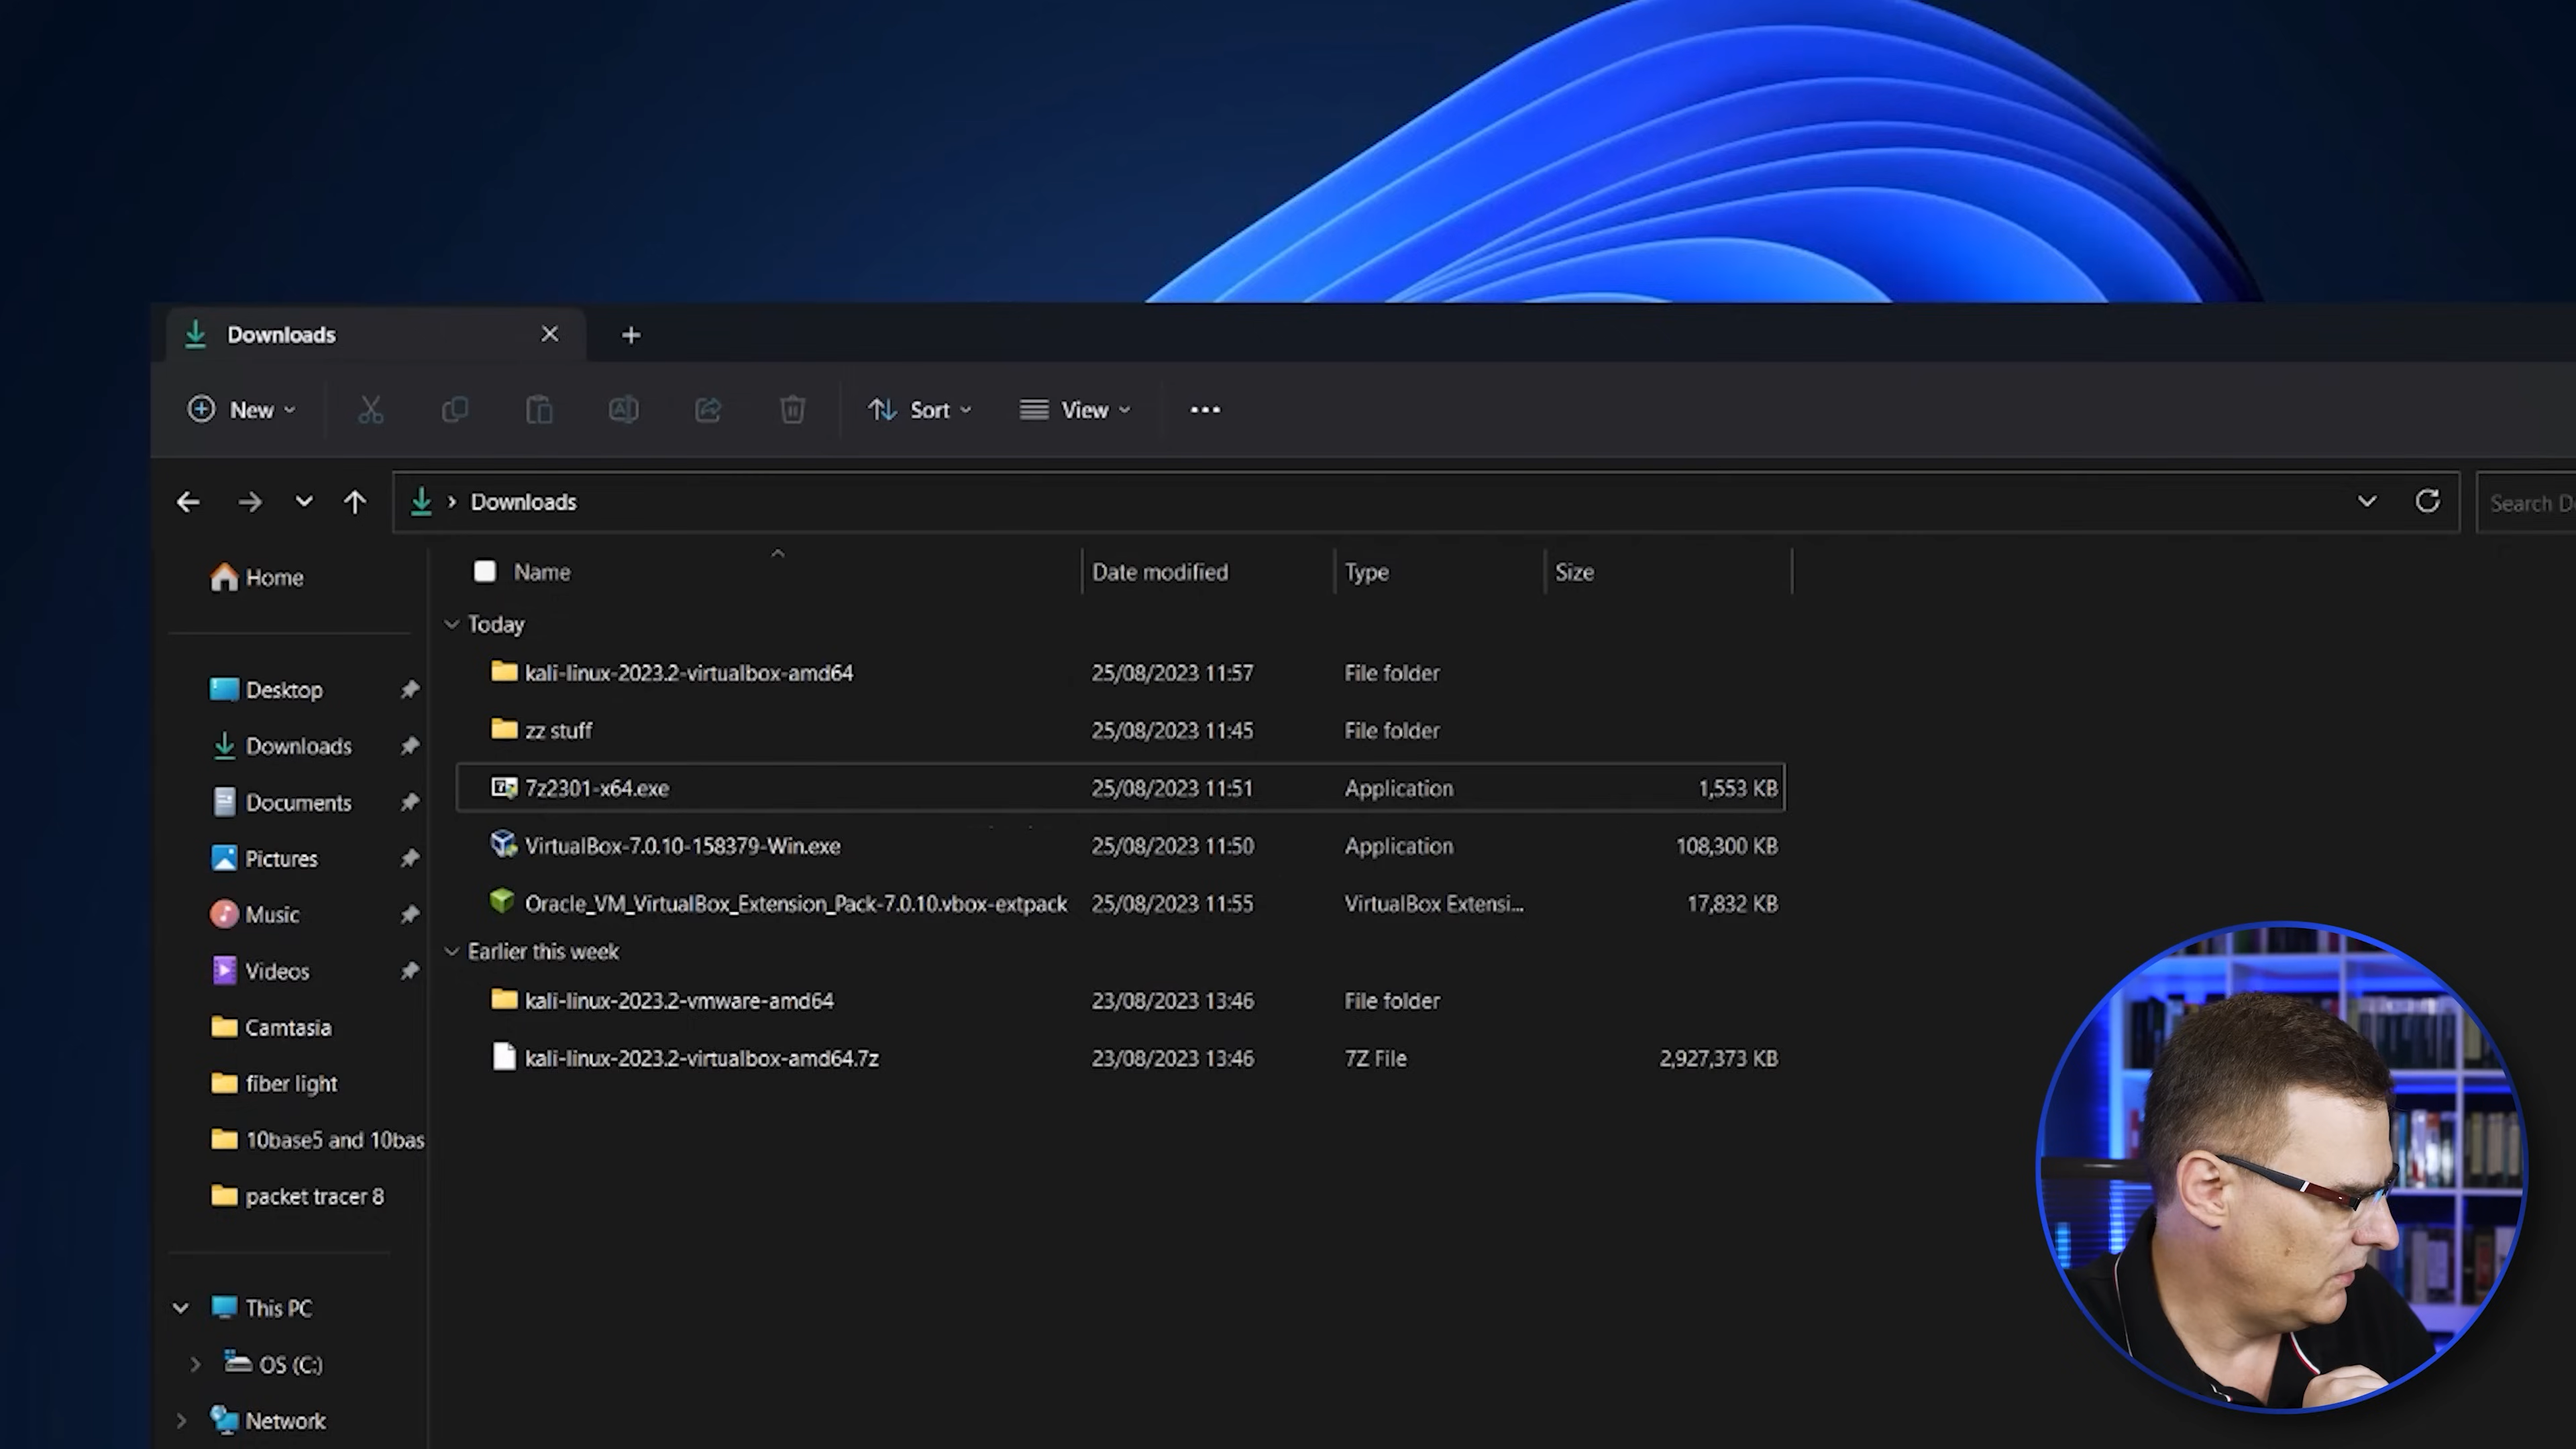 Downloads
New
Sort
View
Downloads
Search D
Home
Desktop
Downloads
Documents
Pictures
Music
Videos
Camtasia
fiber light
10base5 and 10bas
packet tracer 8
This PC
OS (C:)
Network
Name Date modified Type Size
Today
kali-linux-2023.2-virtualbox-amd64 25/08/2023 11:57 File folder
zz stuff 25/08/2023 11:45 File folder
7z2301-x64.exe 25/08/2023 11:51 Application 1,553 KB
VirtualBox-7.0.10-158379-Win.exe 25/08/2023 11:50 Application 108,300 KB
Oracle_VM_VirtualBox_Extension_Pack-7.0.10.vbox-extpack 25/08/2023 11:55 VirtualBox Extensi... 17,832 KB
Earlier this week
kali-linux-2023.2-vmware-amd64 23/08/2023 13:46 File folder
kali-linux-2023.2-virtualbox-amd64.7z 23/08/2023 13:46 7Z File 2,927,373 KB